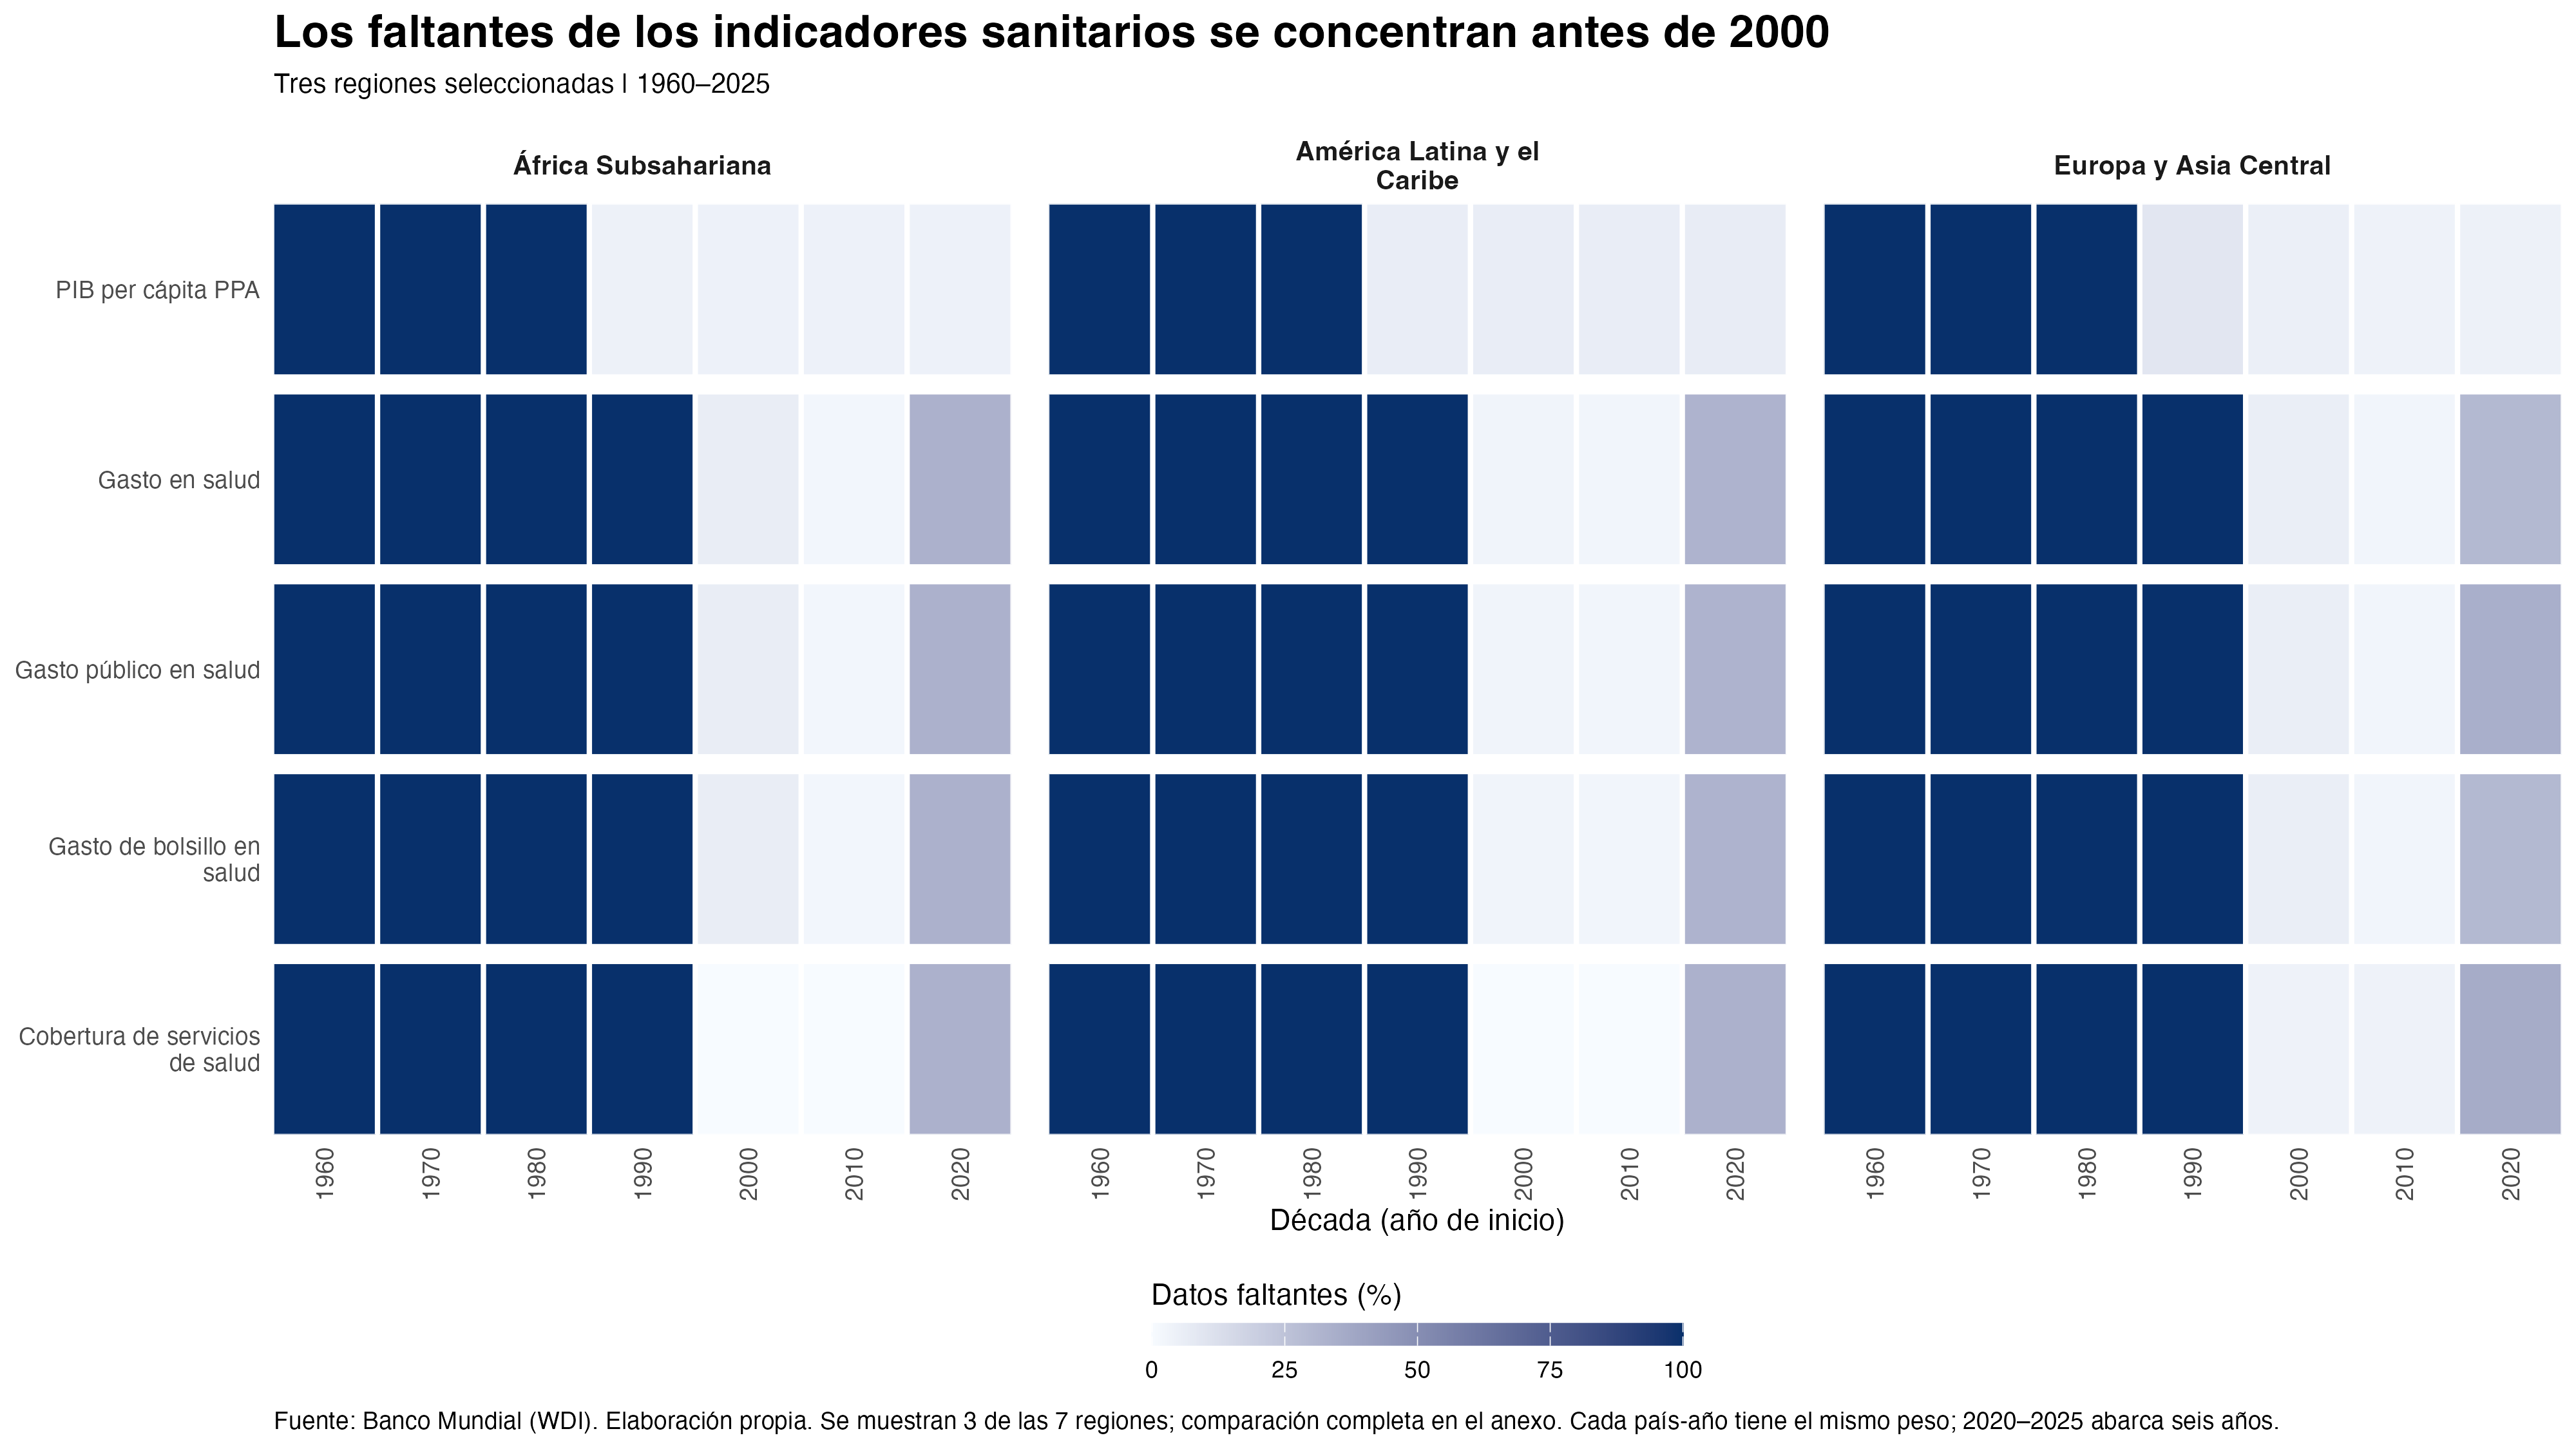 Los faltantes de los indicadores sanitarios se concentran antes de 2000
Tres regiones seleccionadas | 1960–2025
África Subsahariana
América Latina y el
Caribe
Europa y Asia Central
PIB per cápita PPA
Gasto en salud
Gasto público en salud
Gasto de bolsillo en
salud
Cobertura de servicios
de salud
1960 1970 1980 1990 2000 2010 2020
1960 1970 1980 1990 2000 2010 2020
1960 1970 1980 1990 2000 2010 2020
Década (año de inicio)
Datos faltantes (%)
0 25 50 75 100
Fuente: Banco Mundial (WDI). Elaboración propia. Se muestran 3 de las 7 regiones; comparación completa en el anexo. Cada país-año tiene el mismo peso; 2020–2025 abarca seis años.